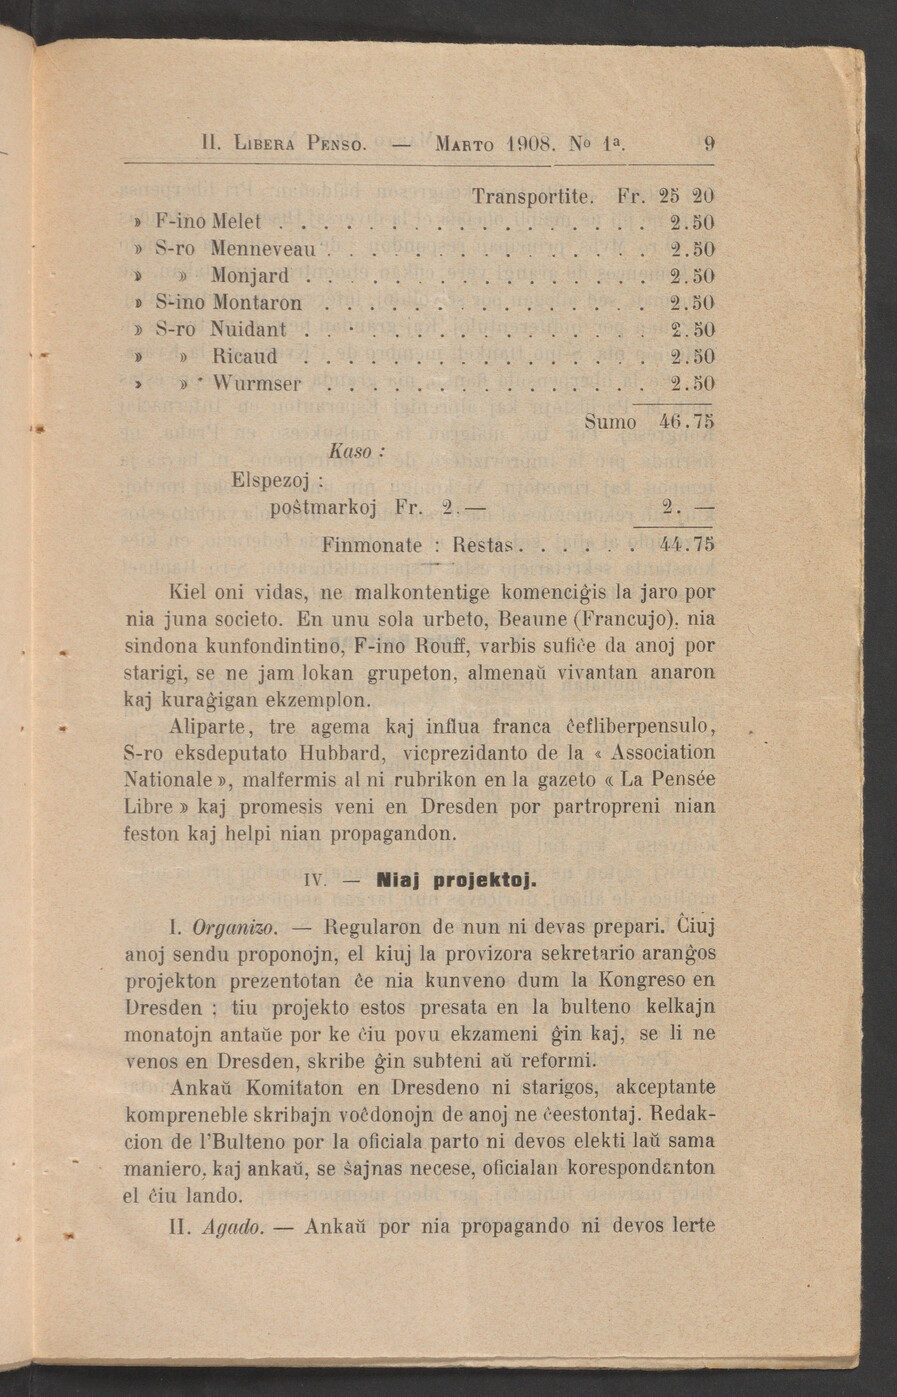 II. LIBERA PENSO. — MARTO 1908. No 1a. 9
Transportite. Fr. 25 20
» F-ino Melet . . . . . . . . . . . . . . . . . 2.50
» S-ro Menneveau . . . . . . . . . . . . . . 2.50
» » Monjard . . . . . . . . . . . . . . . . 2.50
» S-ino Montaron . . . . . . . . . . . . . . . 2.50
» S-ro Nuidant . . . . . . . . . . . . . . . . 2.50
» » Ricaud . . . . . . . . . . . . . . . . 2.50
» » Wurmser . . . . . . . . . . . . . . . 2.50
Sumo 46.75
Kaso :
Elspezoj :
poŝtmarkoj Fr. 2.— 2. —
Finmonate : Restas . . . . . . 44.75
Kiel oni vidas, ne malkontentige komenciĝis la jaro por
nia juna societo. En unu sola urbeto, Beaune (Francujo), nia
sindona kunfondintino, F-ino Rouff, varbis sufiĉe da anoj por
starigi, se ne jam lokan grupeton, almenaŭ vivantan anaron
kaj kuraĝigan ekzemplon.
Aliparte, tre agema kaj influa franca ĉefliberpensulo,
S-ro eksdeputato Hubbard, vicprezidanto de la « Association
Nationale », malfermis al ni rubrikon en la gazeto « La Pensée
Libre » kaj promesis veni en Dresden por partropreni nian
feston kaj helpi nian propagandon.
IV. — Niaj projektoj.
I. Organizo. — Regularon de nun ni devas prepari. Ĉiuj
anoj sendu proponojn, el kiuj la provizora sekretario aranĝos
projekton prezentotan ĉe nia kunveno dum la Kongreso en
Dresden ; tiu projekto estos presata en la bulteno kelkajn
monatojn antaŭe por ke ĉiu povu ekzameni ĝin kaj, se li ne
venos en Dresden, skribe ĝin subteni aŭ reformi.
Ankaŭ Komitaton en Dresdeno ni starigos, akceptante
kompreneble skribajn voĉdonojn de anoj ne ĉeestontaj. Redak-
cion de l'Bulteno por la oficiala parto ni devos elekti laŭ sama
maniero, kaj ankaŭ, se ŝajnas necese, oficialan korespondanton
el ĉiu lando.
II. Agado. — Ankaŭ por nia propagando ni devos lerte